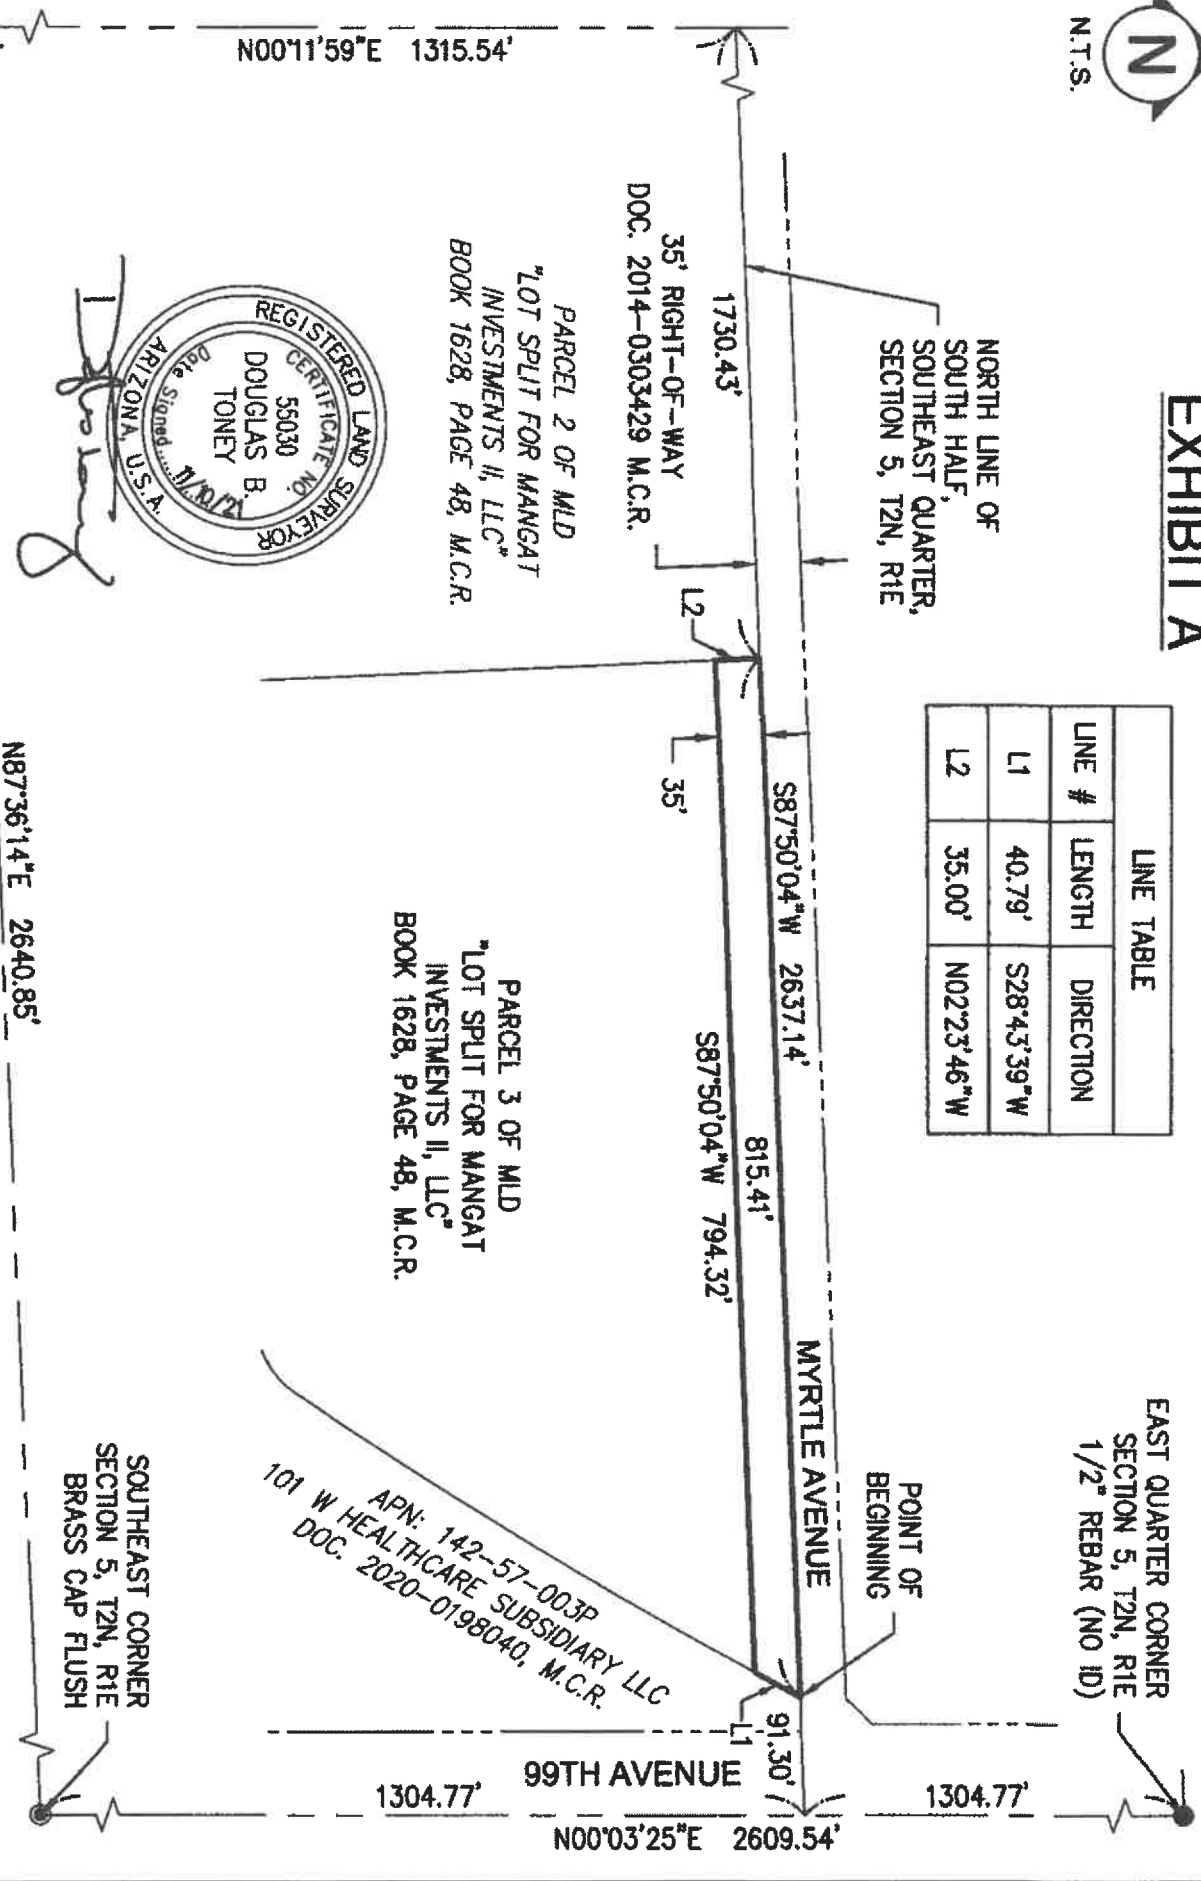 EXHIBIT A
N
N.T.S.
LINE TABLE
LINE # LENGTH DIRECTION
L1 40.79' S28°43'39"W
L2 35.00' N02°23'46"W
EAST QUARTER CORNER
SECTION 5, T2N, R1E
1/2" REBAR (NO ID)
NORTH LINE OF
SOUTH HALF,
SOUTHEAST QUARTER,
SECTION 5, T2N, R1E
POINT OF
BEGINNING
MYRTLE AVENUE
1730.43'
S87°50'04"W 2637.14'
815.41'
91.30'
35' RIGHT-OF-WAY
DOC. 2014-0303429 M.C.R.
L2
35'
S87°50'04"W 794.32'
L1
N00°11'59"E 1315.54'
1304.77'
N00°03'25"E 2609.54'
99TH AVENUE
1304.77'
PARCEL 2 OF MLD
"LOT SPLIT FOR MANGAT
INVESTMENTS II, LLC"
BOOK 1628, PAGE 48, M.C.R.
PARCEL 3 OF MLD
"LOT SPLIT FOR MANGAT
INVESTMENTS II, LLC"
BOOK 1628, PAGE 48, M.C.R.
APN: 142-57-003P
101 W HEALTHCARE SUBSIDIARY LLC
DOC. 2020-0198040, M.C.R.
REGISTERED LAND SURVEYOR
CERTIFICATE NO.
55030
DOUGLAS B.
TONEY
Date Signed 11/10/21
ARIZONA, U.S.A.
SOUTHEAST CORNER
SECTION 5, T2N, R1E
BRASS CAP FLUSH
N87°36'14"E 2640.85'